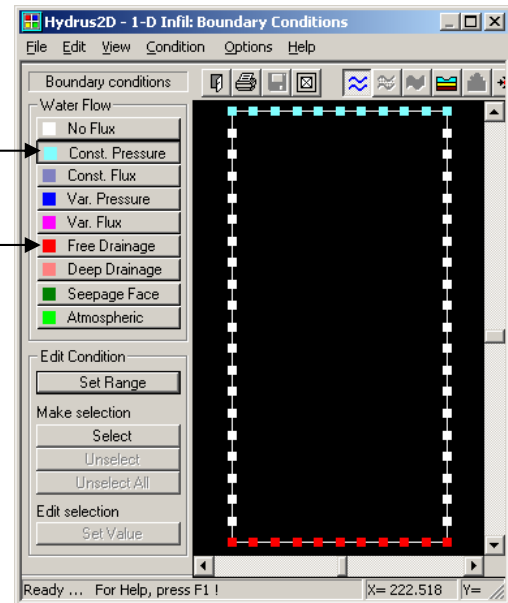 Hydrus2D - 1-D Infil: Boundary Conditions
File Edit View Condition Options Help
Boundary conditions
Water Flow
No Flux
Const. Pressure
Const. Flux
Var. Pressure
Var. Flux
Free Drainage
Deep Drainage
Seepage Face
Atmospheric
Edit Condition
Set Range
Make selection
Select
Unselect
Unselect All
Edit selection
Set Value
Ready ... For Help, press F1 ! X= 222.518 Y=